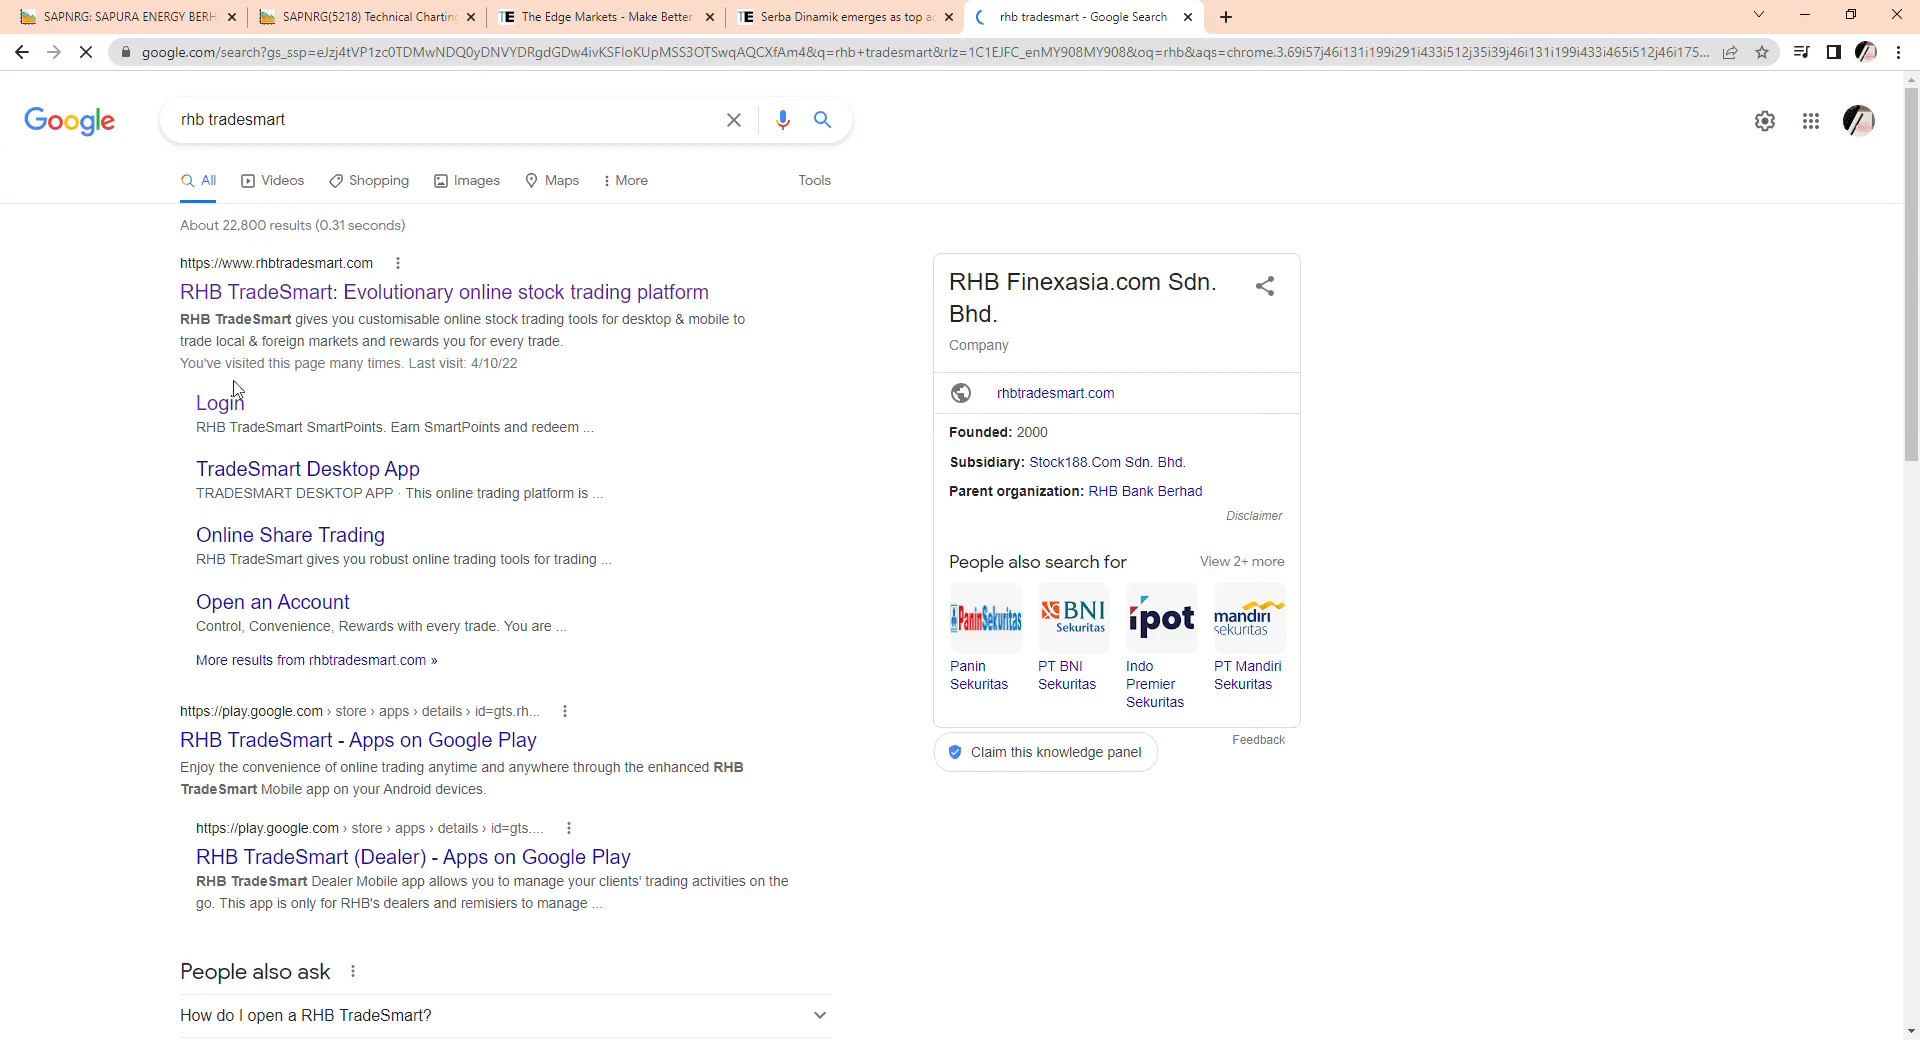 SAPNRG: SAPURA ENERGY BERH
SAPNRG(5218) Technical Charting
The Edge Markets - Make Better
Serba Dinamik emerges as top ac
rhb tradesmart - Google Search
google.com/search?gs_ssp=eJzj4tVP1zc0TDMwNDQ0yDNVYDRgdGDw4ivKSFIoKUpMSS3OTSwqAQCXfAm4&q=rhb+tradesmart&rlz=1C1EJFC_enMY908MY908&oq=rhb&aqs=chrome.3.69i57j46i131i199i291i433i512j35i39j46i131i199i433i465i512j46i175...
Google
rhb tradesmart
All
Videos
Shopping
Images
Maps
More
Tools
About 22,800 results (0.31 seconds)
https://www.rhbtradesmart.com
RHB TradeSmart: Evolutionary online stock trading platform
RHB TradeSmart gives you customisable online stock trading tools for desktop & mobile to
trade local & foreign markets and rewards you for every trade.
You've visited this page many times. Last visit: 4/10/22
Login
RHB TradeSmart SmartPoints. Earn SmartPoints and redeem ...
TradeSmart Desktop App
TRADESMART DESKTOP APP · This online trading platform is ...
Online Share Trading
RHB TradeSmart gives you robust online trading tools for trading ...
Open an Account
Control, Convenience, Rewards with every trade. You are ...
More results from rhbtradesmart.com »
https://play.google.com › store › apps › details › id=gts.rh...
RHB TradeSmart - Apps on Google Play
Enjoy the convenience of online trading anytime and anywhere through the enhanced RHB
TradeSmart Mobile app on your Android devices.
https://play.google.com › store › apps › details › id=gts....
RHB TradeSmart (Dealer) - Apps on Google Play
RHB TradeSmart Dealer Mobile app allows you to manage your clients' trading activities on the
go. This app is only for RHB's dealers and remisiers to manage ...
People also ask
How do I open a RHB TradeSmart?
RHB Finexasia.com Sdn.
Bhd.
Company
rhbtradesmart.com
Founded: 2000
Subsidiary: Stock188.Com Sdn. Bhd.
Parent organization: RHB Bank Berhad
Disclaimer
People also search for
View 2+ more
PaninSekuritas
BNI
Sekuritas
ipot
mandiri
sekuritas
Panin
Sekuritas
PT BNI
Sekuritas
Indo
Premier
Sekuritas
PT Mandiri
Sekuritas
Feedback
Claim this knowledge panel